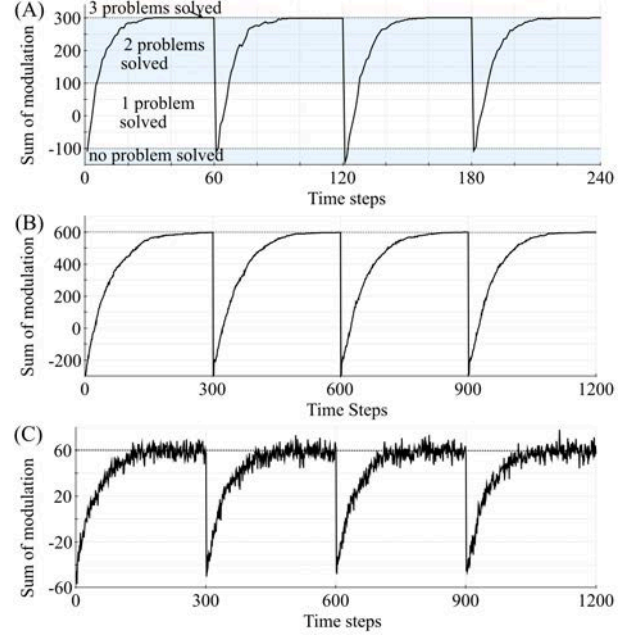 (A)
3 problems solved
300
2 problems
solved
100
1 problem
solved
0
-100
no problem solved
Sum of modulation
0
60
120
180
240
Time steps
(B)
600
400
200
0
-200
Sum of modulation
0
300
600
900
1200
Time Steps
(C)
60
20
-20
-60
Sum of modulation
0
300
600
900
1200
Time steps